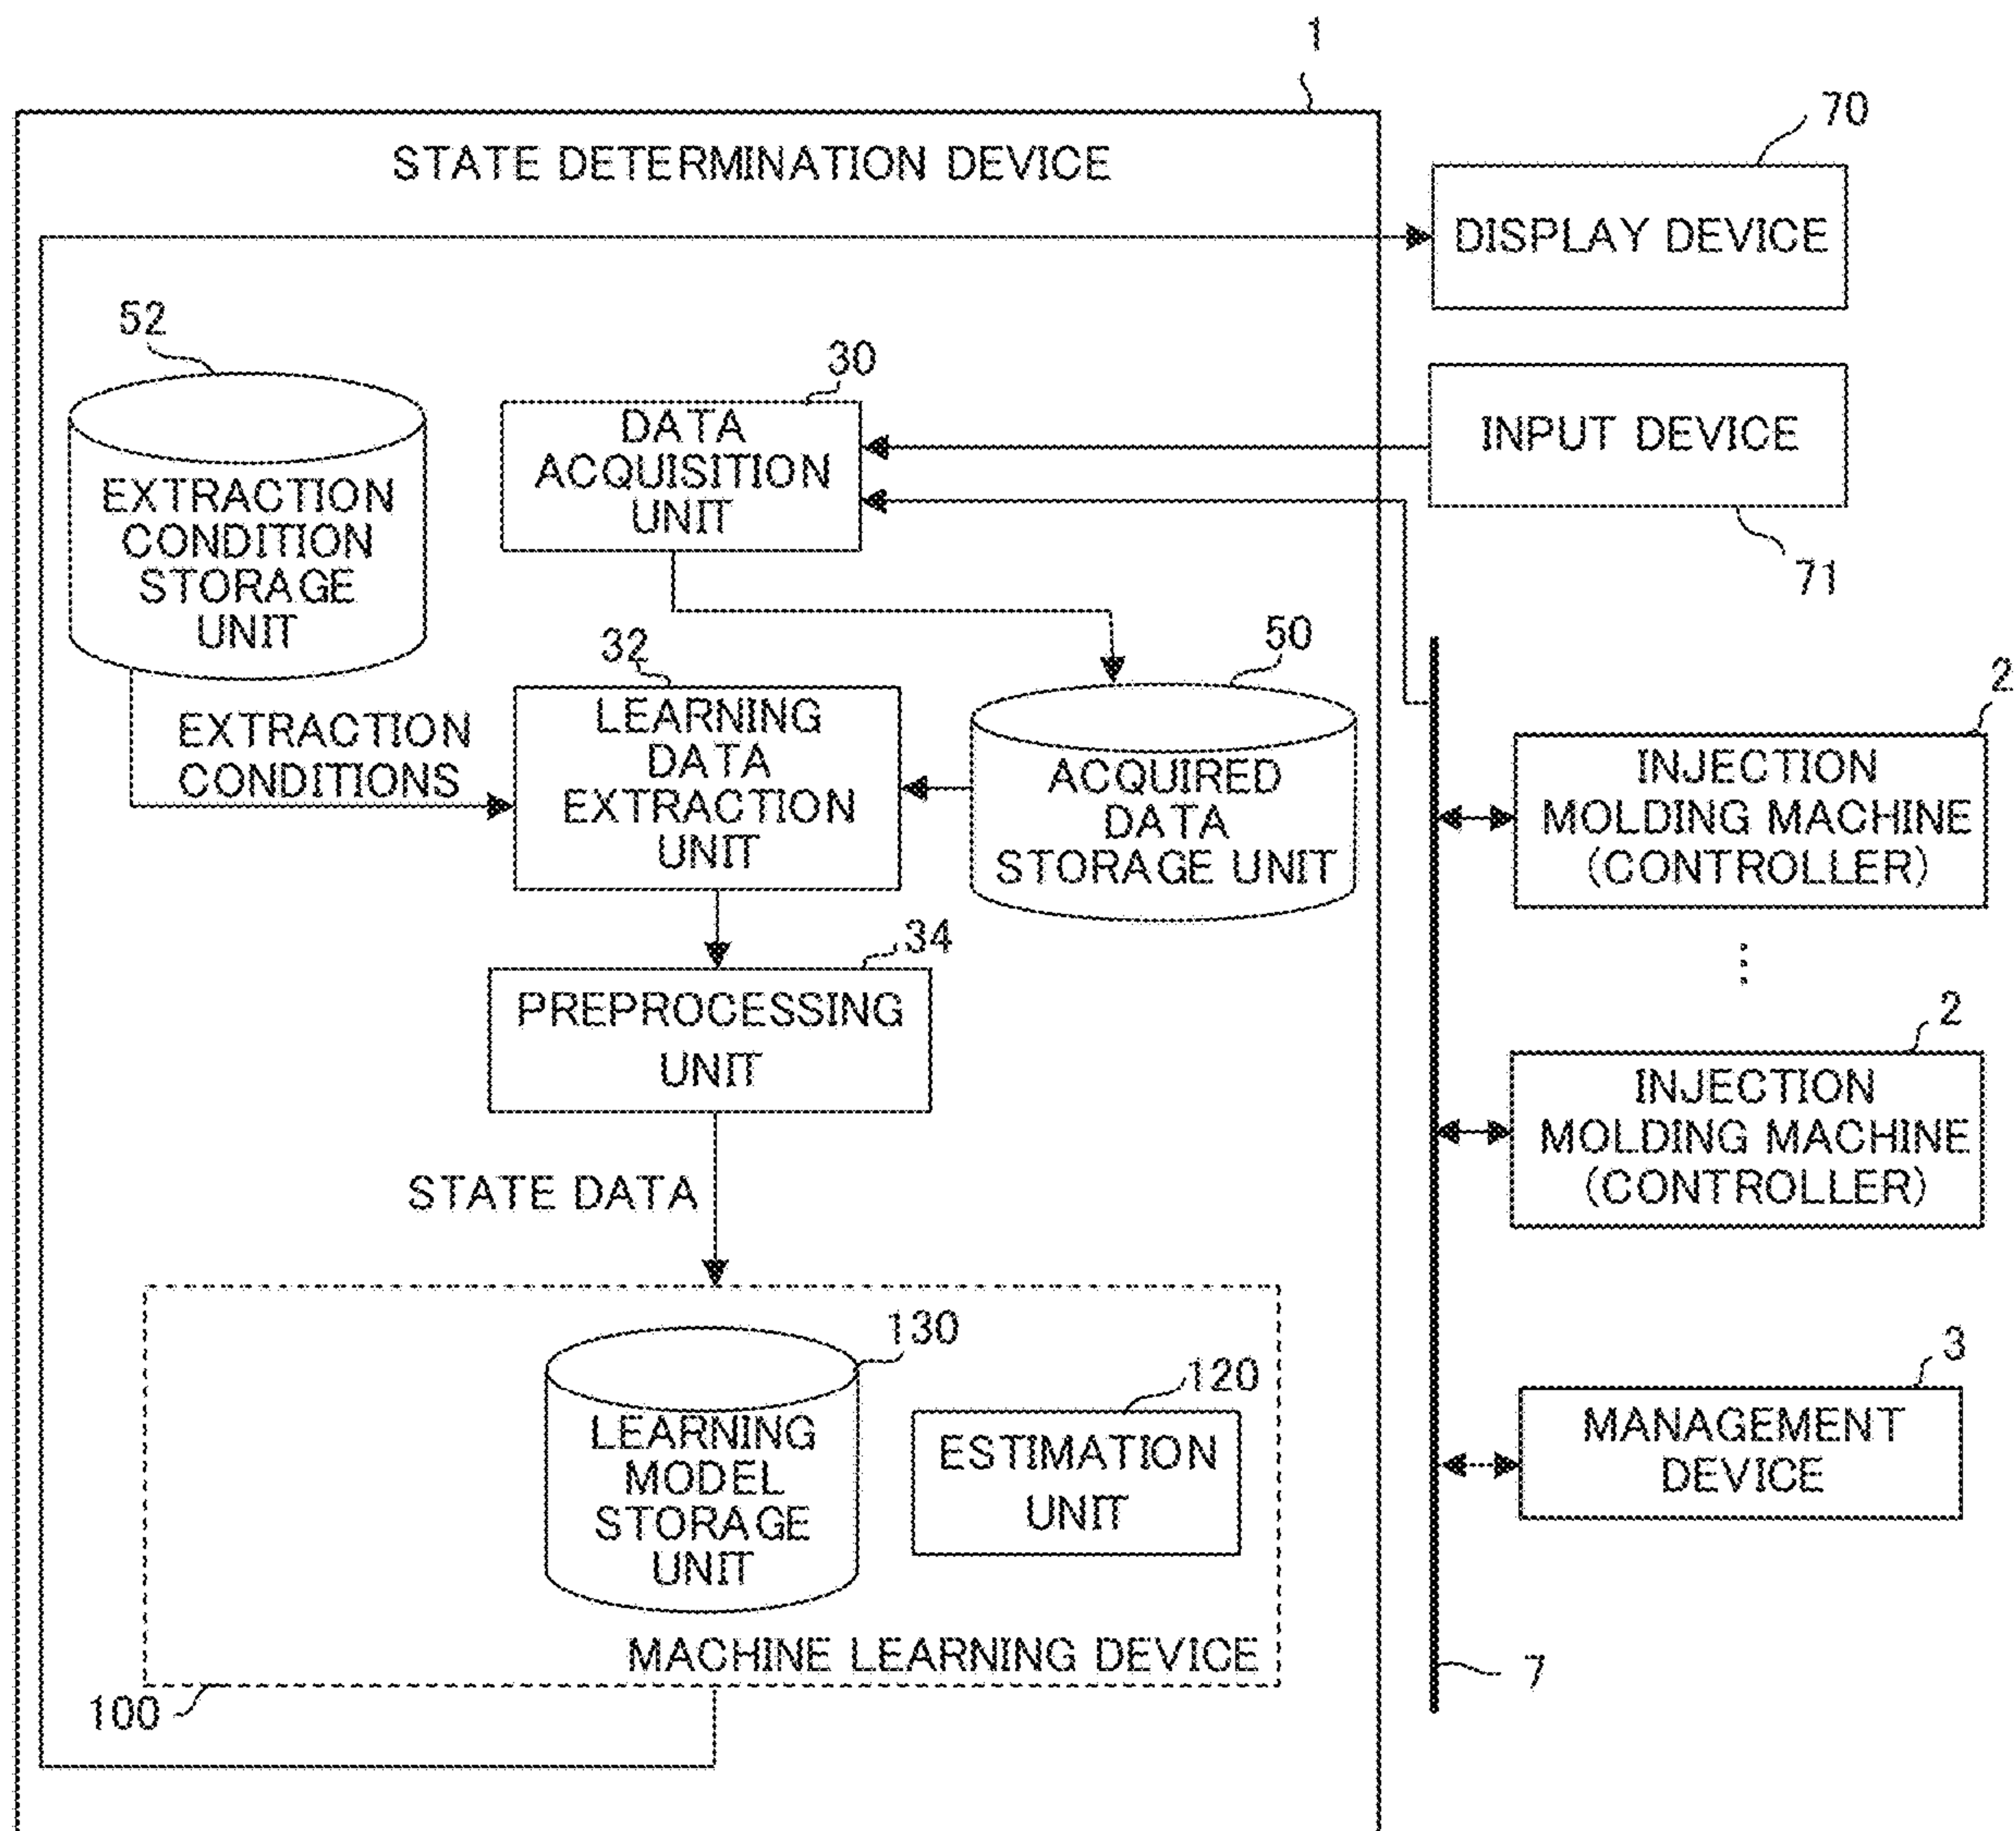 1
STATE DETERMINATION DEVICE
70
DISPLAY DEVICE
52
30
EXTRACTION
CONDITION
STORAGE
UNIT
DATA
ACQUISITION
UNIT
INPUT DEVICE
71
32
50
EXTRACTION
CONDITIONS
LEARNING
DATA
EXTRACTION
UNIT
ACQUIRED
DATA
STORAGE UNIT
2
INJECTION
MOLDING MACHINE
(CONTROLLER)
34
PREPROCESSING
UNIT
2
INJECTION
MOLDING MACHINE
(CONTROLLER)
STATE DATA
130
120
LEARNING
MODEL
STORAGE
UNIT
ESTIMATION
UNIT
3
MANAGEMENT
DEVICE
MACHINE LEARNING DEVICE
100
7